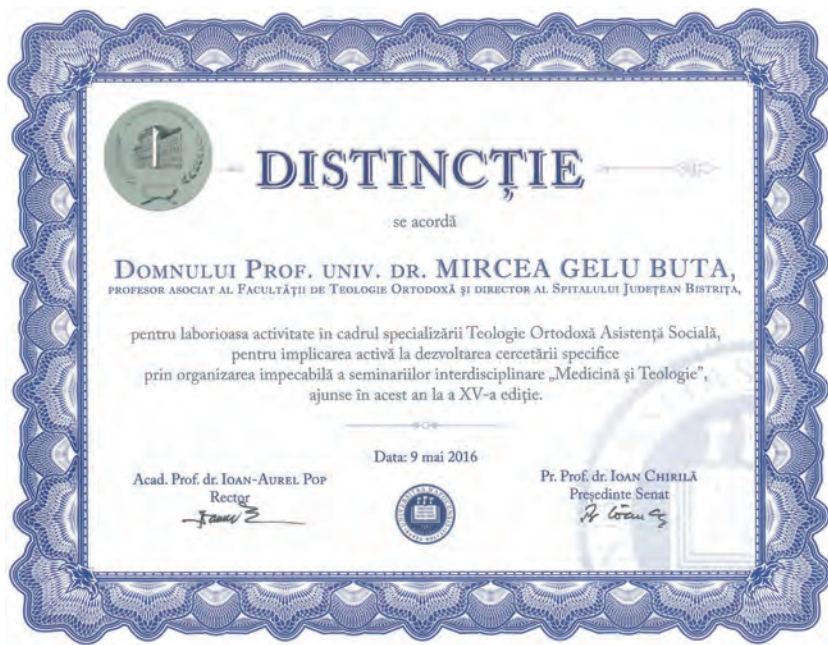 DISTINCȚIE
se acordă
DOMNULUI PROF. UNIV. DR. MIRCEA GELU BUTA,
PROFESOR ASOCIAT AL FACULTĂȚII DE TEOLOGIE ORTODOXĂ ȘI DIRECTOR AL SPITALULUI JUDEȚEAN BISTRIȚA,
pentru laborioasa activitate în cadrul specializării Teologie Ortodoxă Asistență Socială,
pentru implicarea activă la dezvoltarea cercetării specifice
prin organizarea impecabilă a seminariilor interdisciplinare „Medicină și Teologie”,
ajunse în acest an la a XV-a ediție.
Data: 9 mai 2016
Acad. Prof. dr. IOAN-AUREL POP
Rector
Pr. Prof. dr. IOAN CHIRILĂ
Președinte Senat